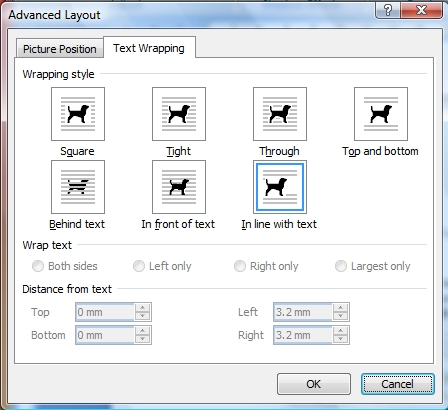 Advanced Layout
Picture Position Text Wrapping
Wrapping style
Square Tight Through Top and bottom
Behind text In front of text In line with text
Wrap text
Both sides Left only Right only Largest only
Distance from text
Top 0 mm Left 3.2 mm
Bottom 0 mm Right 3.2 mm
OK Cancel